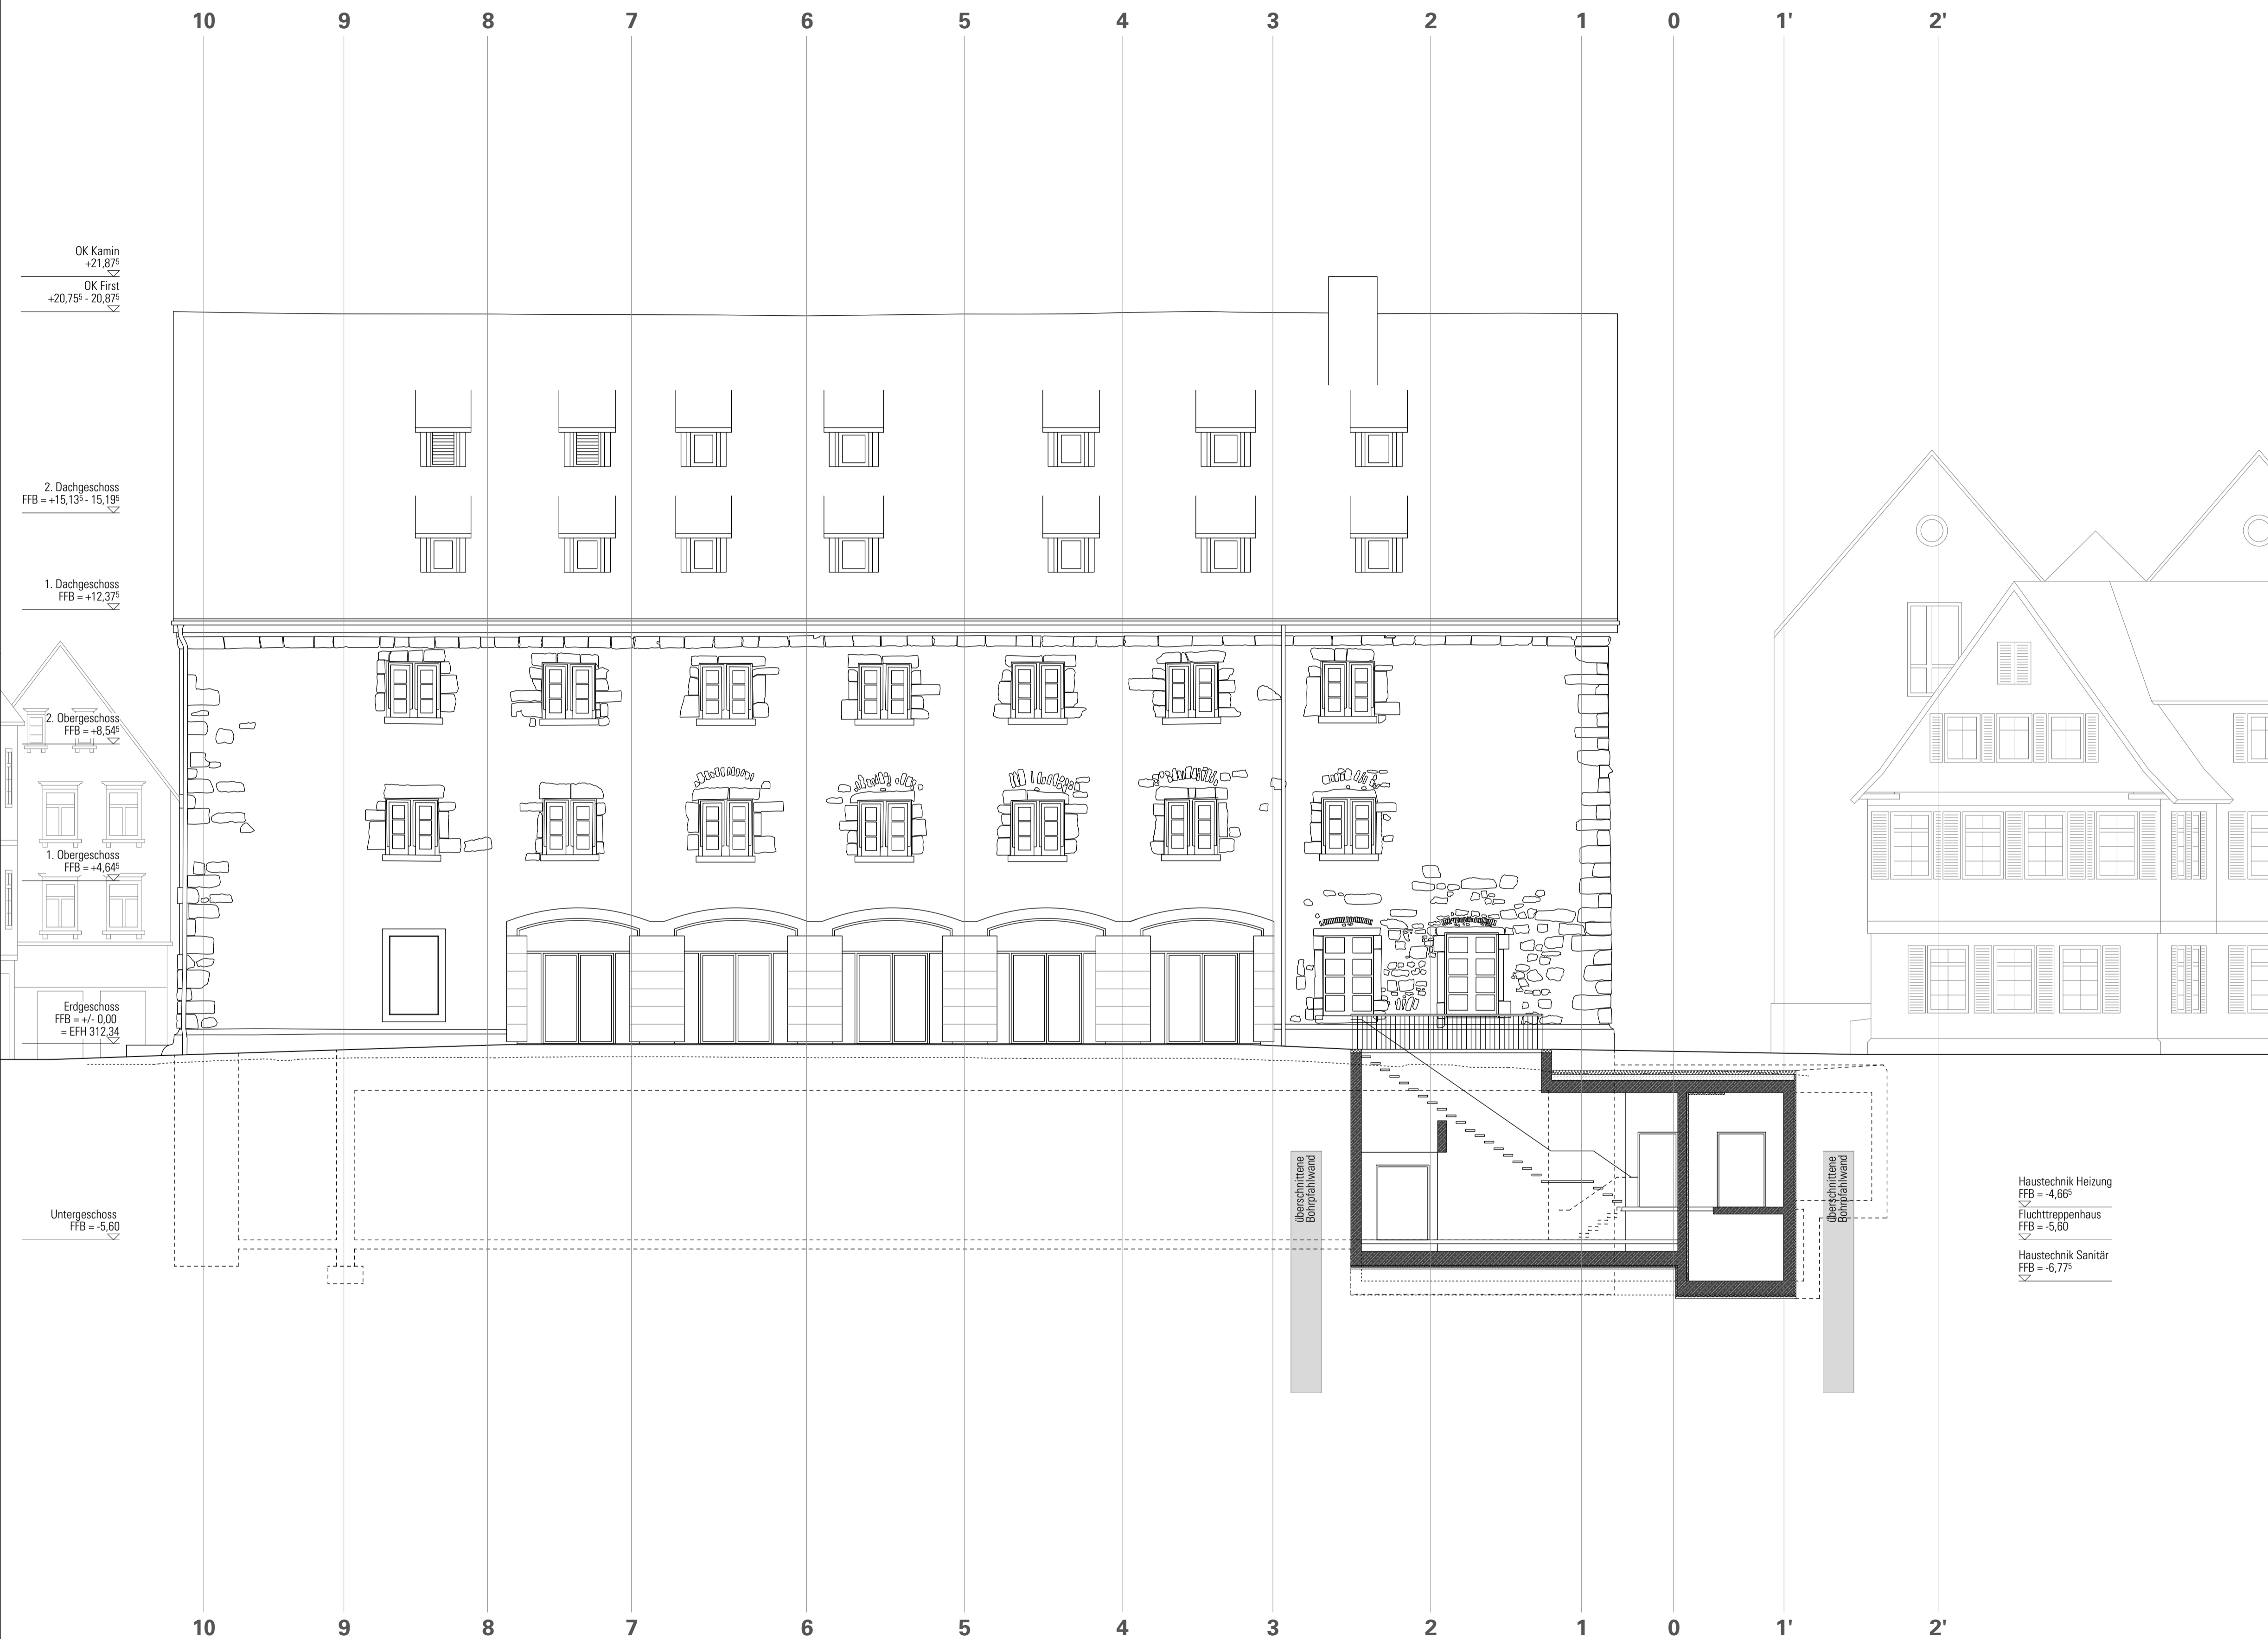 10 9 8 7 6 5 4 3 2 1 0 1' 2'
OK Kamin
+21,87⁵
OK First
+20,75⁵ - 20,87⁵
2. Dachgeschoss
FFB = +15,13⁵ - 15,19⁵
1. Dachgeschoss
FFB = +12,37⁵
2. Obergeschoss
FFB = +8,54⁵
1. Obergeschoss
FFB = +4,64⁵
Erdgeschoss
FFB = +/- 0,00
= EFH 312,34
Untergeschoss
FFB = -5,60
überschnittene
Bohrpfahlwand
überschnittene
Bohrpfahlwand
Haustechnik Heizung
FFB = -4,66⁵
Fluchttreppenhaus
FFB = -5,60
Haustechnik Sanitär
FFB = -6,77⁵
10 9 8 7 6 5 4 3 2 1 0 1' 2'